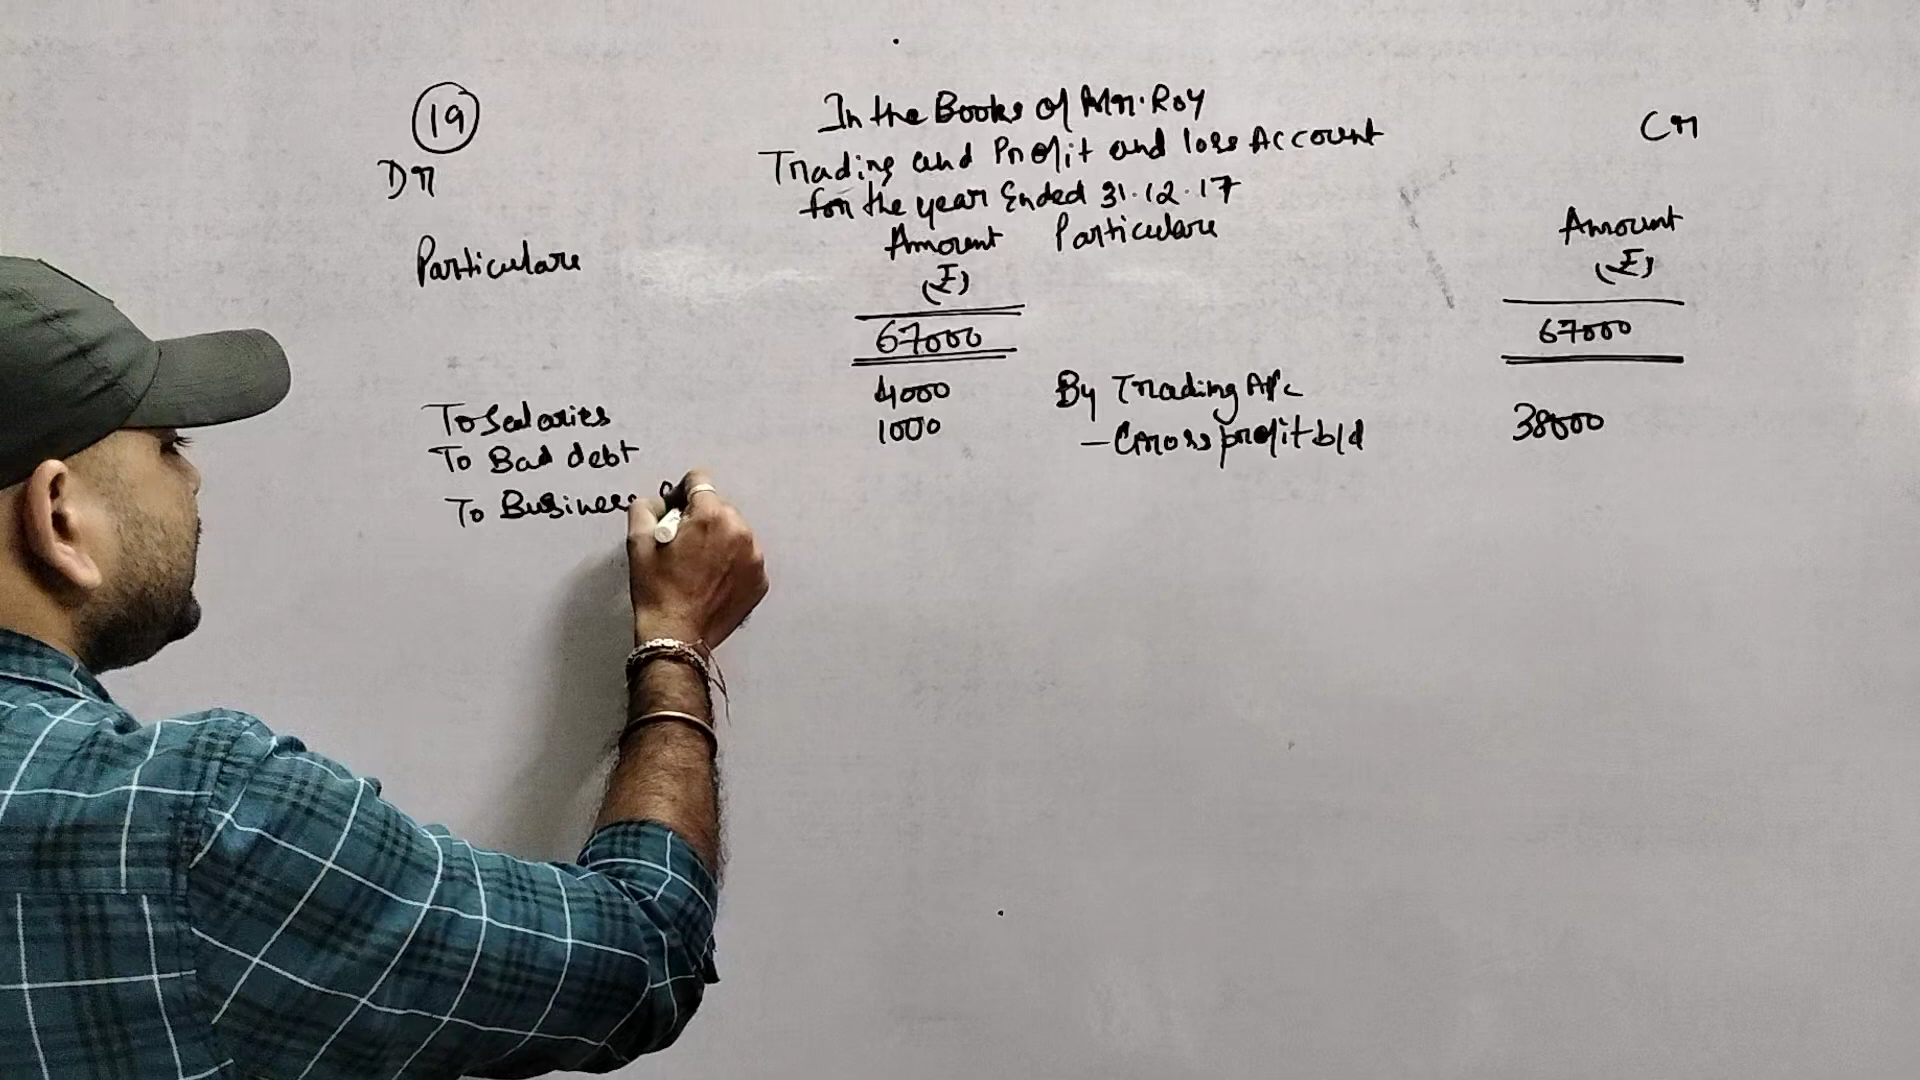 19
In the Books of Mr. Roy
Cr
Dr
Trading and Profit and loss Account
for the year Ended 31.12.17
Particulars
Amount
(₹)
Particulars
Amount
(₹)
67000
67000
To Salaries
4000
By Trading A/c
To Bad debt
1000
- Gross profit b/d
38000
To Business